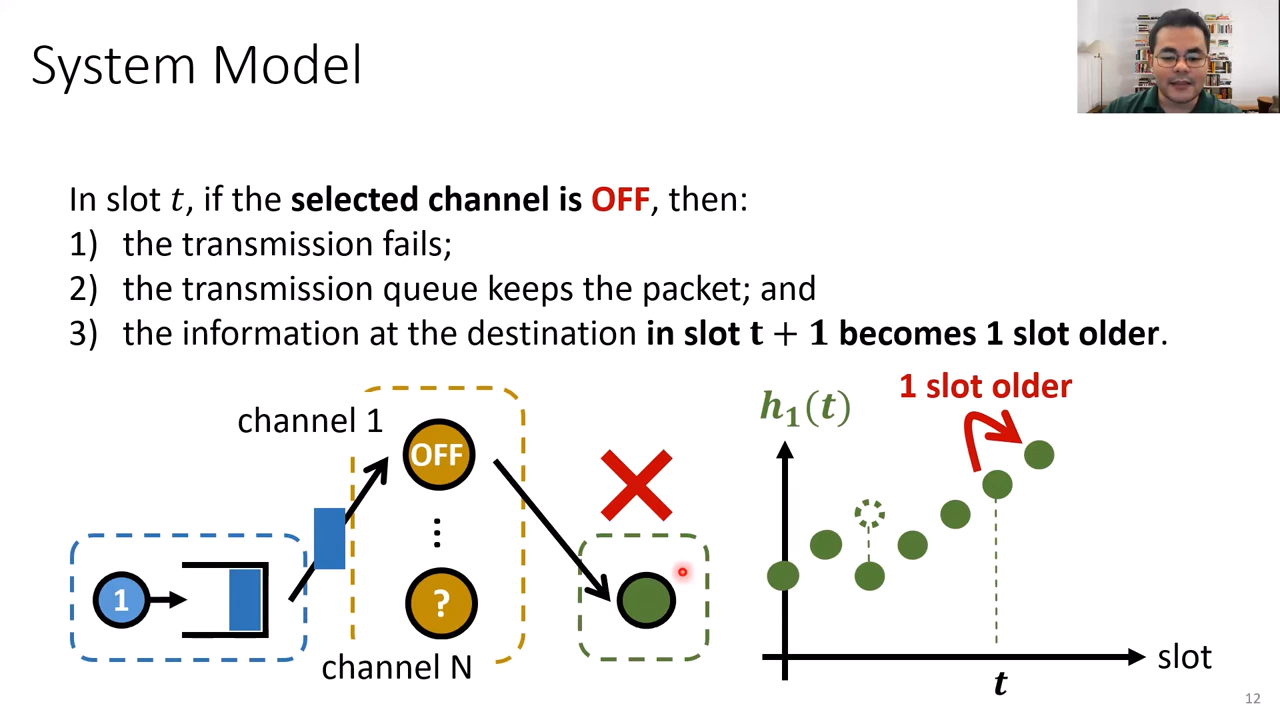 System Model
In slot t, if the selected channel is OFF, then:
1) the transmission fails;
2) the transmission queue keeps the packet; and
3) the information at the destination in slot t + 1 becomes 1 slot older.
channel 1
OFF
⋮
?
channel N
1
h₁(t)
1 slot older
slot
t
12